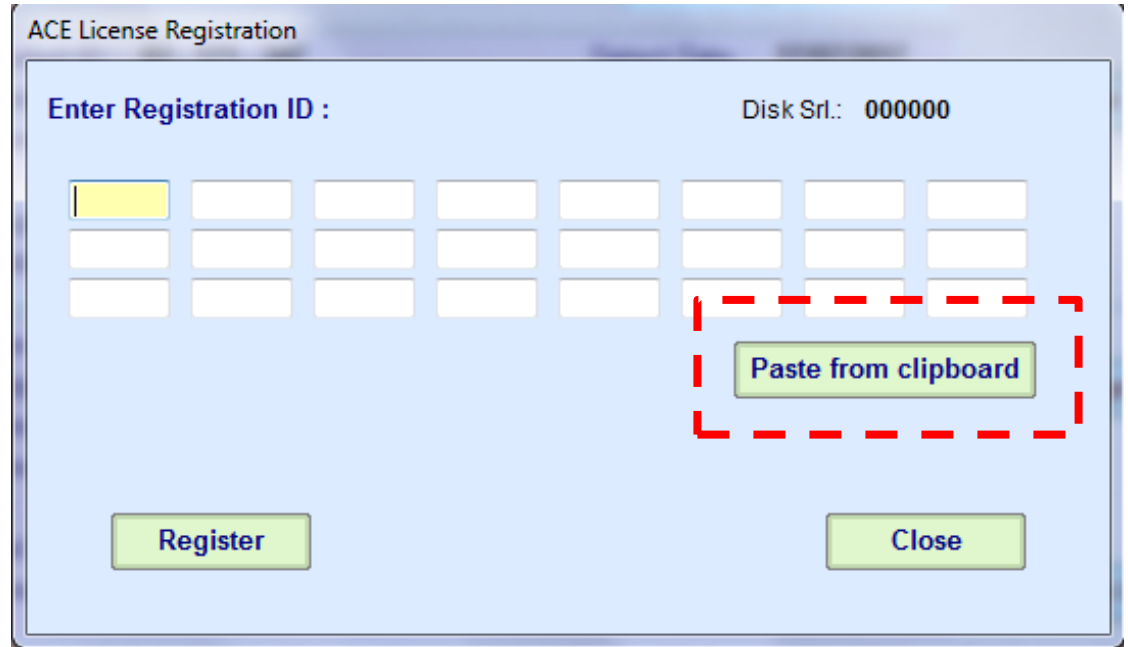 ACE License Registration
Enter Registration ID :
Disk Srl.: 000000
Paste from clipboard
Register
Close